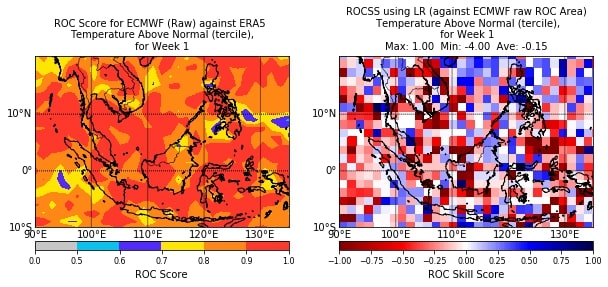 ROC Score for ECMWF (Raw) against ERA5
Temperature Above Normal (tercile),
for Week 1
10°N
0°
10°S
90°E 100°E 110°E 120°E 130°E
0.0 0.5 0.6 0.7 0.8 0.9 1.0
ROC Score
ROCSS using LR (against ECMWF raw ROC Area)
Temperature Above Normal (tercile),
for Week 1
Max: 1.00 Min: -4.00 Ave: -0.15
10°N
0°
10°S
90°E 100°E 110°E 120°E 130°E
−1.00 −0.75 −0.50 −0.25 0.00 0.25 0.50 0.75 1.00
ROC Skill Score